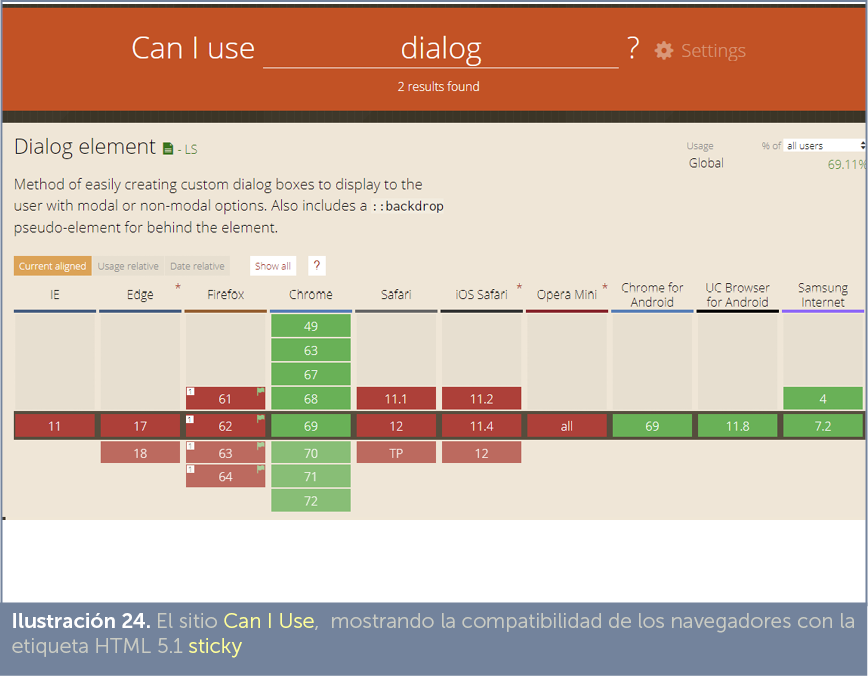 Can I use dialog ? Settings
2 results found
Dialog element - LS
Usage % of all users
Global 69.11%
Method of easily creating custom dialog boxes to display to the
user with modal or non-modal options. Also includes a ::backdrop
pseudo-element for behind the element.
Current aligned Usage relative Date relative Show all ?
IE Edge * Firefox Chrome Safari iOS Safari * Opera Mini * Chrome for Android UC Browser for Android Samsung Internet
49
63
67
1 61 68 11.1 11.2 4
11 17 1 62 69 12 11.4 all 69 11.8 7.2
18 1 63 70 TP 12
1 64 71
72
Ilustración 24. El sitio Can I Use, mostrando la compatibilidad de los navegadores con la
etiqueta HTML 5.1 sticky